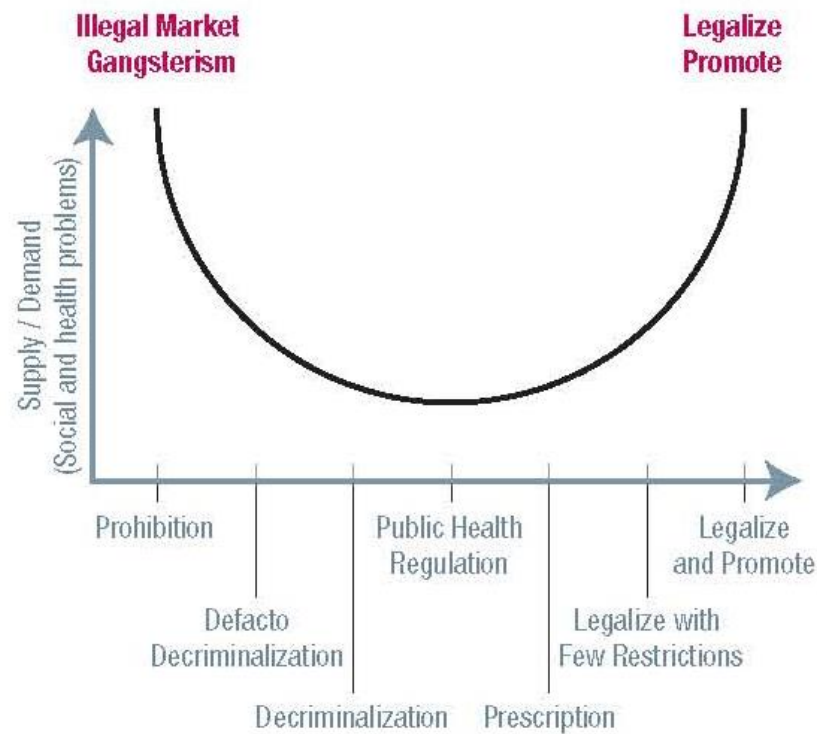 Illegal Market
Gangsterism
Legalize
Promote
Supply / Demand
(Social and health problems)
Prohibition
Public Health
Regulation
Legalize
and Promote
Defacto
Decriminalization
Legalize with
Few Restrictions
Decriminalization
Prescription